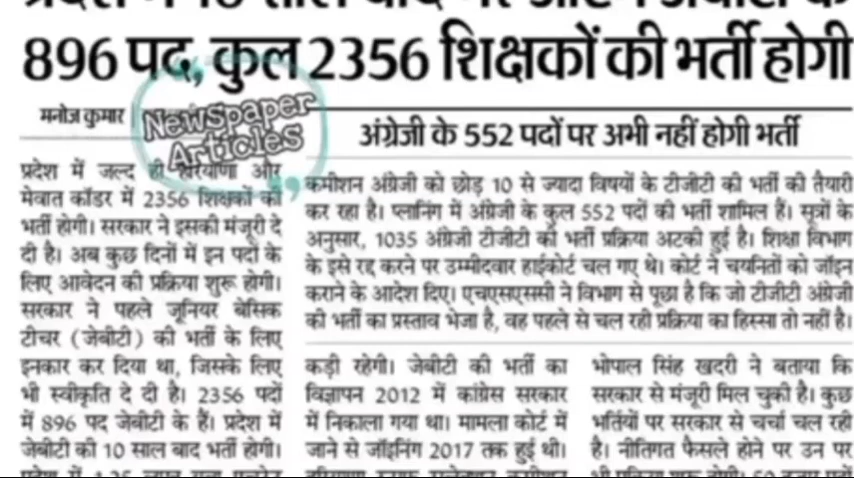 896 पद, कुल 2356 शिक्षकों की भर्ती होगी
मनोज कुमार
Newspaper
Articles
अंग्रेजी के 552 पदों पर अभी नहीं होगी भर्ती
प्रदेश में जल्द ही हरियाणा और
मेवात कॉडर में 2356 शिक्षकों की
भर्ती होगी। सरकार ने इसकी मंजूरी दे
दी है। अब कुछ दिनों में इन पदों के
लिए आवेदन की प्रक्रिया शुरू होगी।
सरकार ने पहले जूनियर बेसिक
टीचर (जेबीटी) की भर्ती के लिए
इनकार कर दिया था, जिसके लिए
भी स्वीकृति दे दी है। 2356 पदों
में 896 पद जेबीटी के हैं। प्रदेश में
जेबीटी की 10 साल बाद भर्ती होगी।
कमीशन अंग्रेजी को छोड़ 10 से ज्यादा विषयों के टीजीटी की भर्ती की तैयारी
कर रहा है। प्लानिंग में अंग्रेजी के कुल 552 पदों की भर्ती शामिल हैं। सूत्रों के
अनुसार, 1035 अंग्रेजी टीजीटी की भर्ती प्रक्रिया अटकी हुई है। शिक्षा विभाग
के इसे रद्द करने पर उम्मीदवार हाईकोर्ट चल गए थे। कोर्ट ने चयनितों को जॉइन
कराने के आदेश दिए। एचएसएससी ने विभाग से पूछा है कि जो टीजीटी अंग्रेजी
की भर्ती का प्रस्ताव भेजा है, वह पहले से चल रही प्रक्रिया का हिस्सा तो नहीं है।
कड़ी रहेगी। जेबीटी की भर्ती का
विज्ञापन 2012 में कांग्रेस सरकार
में निकाला गया था। मामला कोर्ट में
जाने से जॉइनिंग 2017 तक हुई थी।
भोपाल सिंह खदरी ने बताया कि
सरकार से मंजूरी मिल चुकी है। कुछ
भर्तियों पर सरकार से चर्चा चल रही
है। नीतिगत फैसले होने पर उन पर